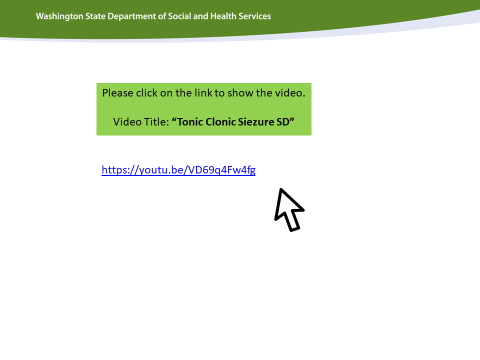 Washington State Department of Social and Health Services
Please click on the link to show the video.
Video Title: “Tonic Clonic Siezure SD”
https://youtu.be/VD69q4Fw4fg